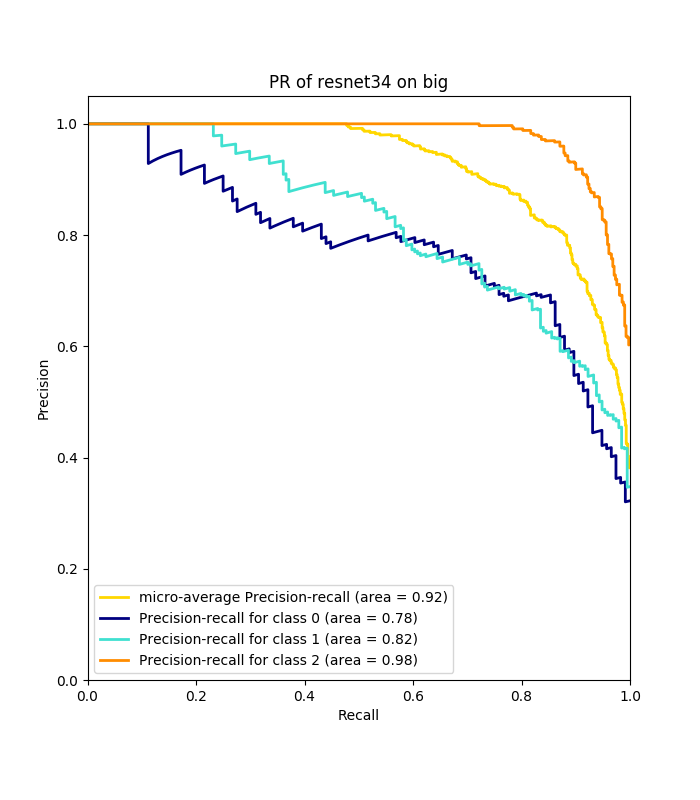 PR of resnet34 on big
1.0
0.8
0.6
0.4
0.2
0.0
Precision
micro-average Precision-recall (area = 0.92)
Precision-recall for class 0 (area = 0.78)
Precision-recall for class 1 (area = 0.82)
Precision-recall for class 2 (area = 0.98)
0.0 0.2 0.4 0.6 0.8 1.0
Recall